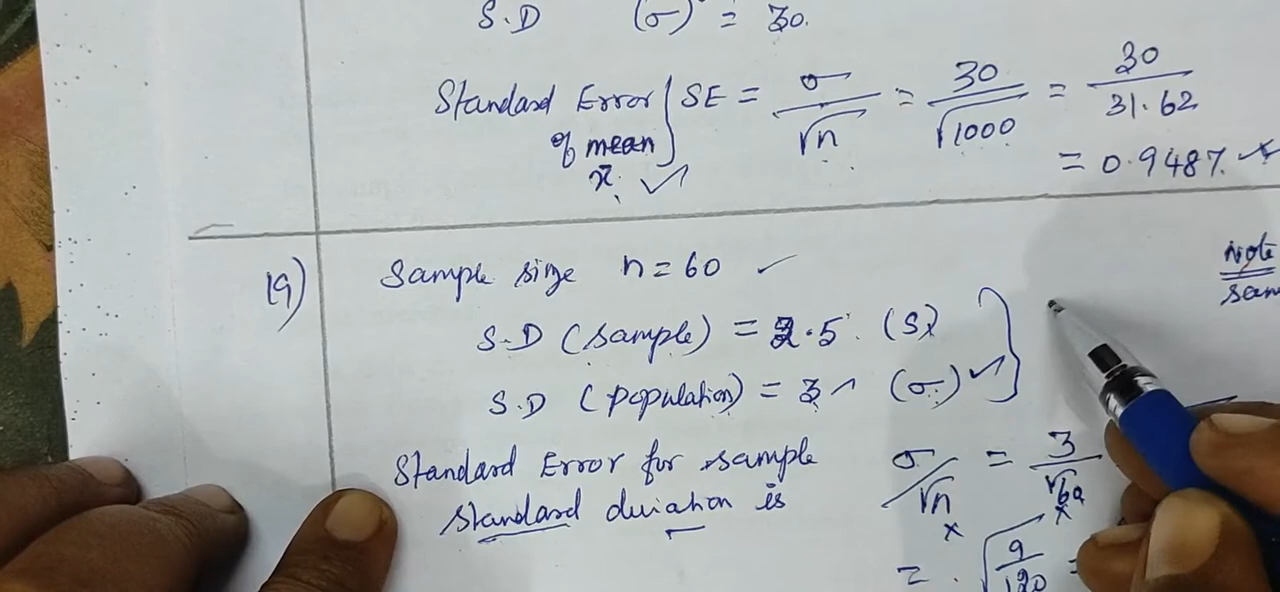 S.D (σ) = 30.
Standard Error of mean x̄. } SE = σ/√n = 30/√1000 = 30/31.62
= 0.9487.
19) Sample size n = 60 ✓
S.D (Sample) = 2.5. (S)
S.D (Population) = 3 (σ) ✓
Note
Standard Error for sample standard deviation is σ/√n = 3/√60
= √9/120 =